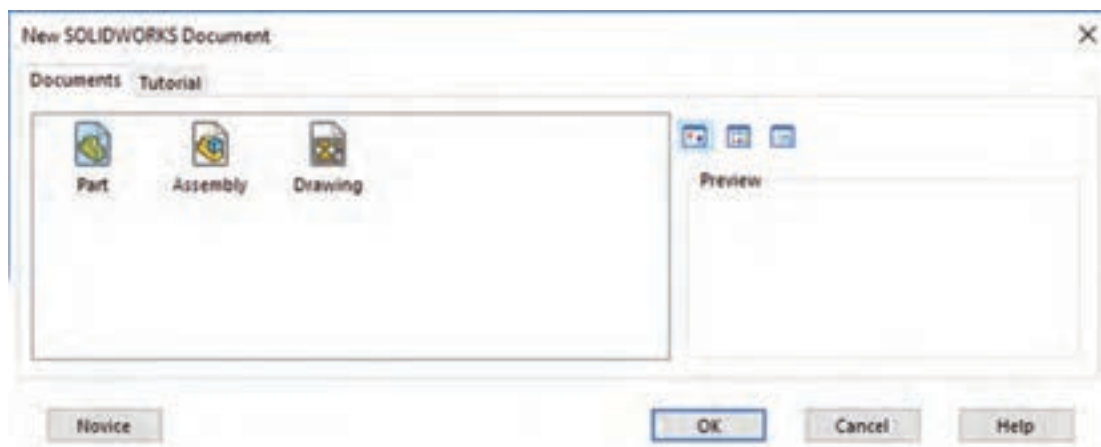 New SOLIDWORKS Document
Documents Tutorial
Part Assembly Drawing
Preview
Novice OK Cancel Help